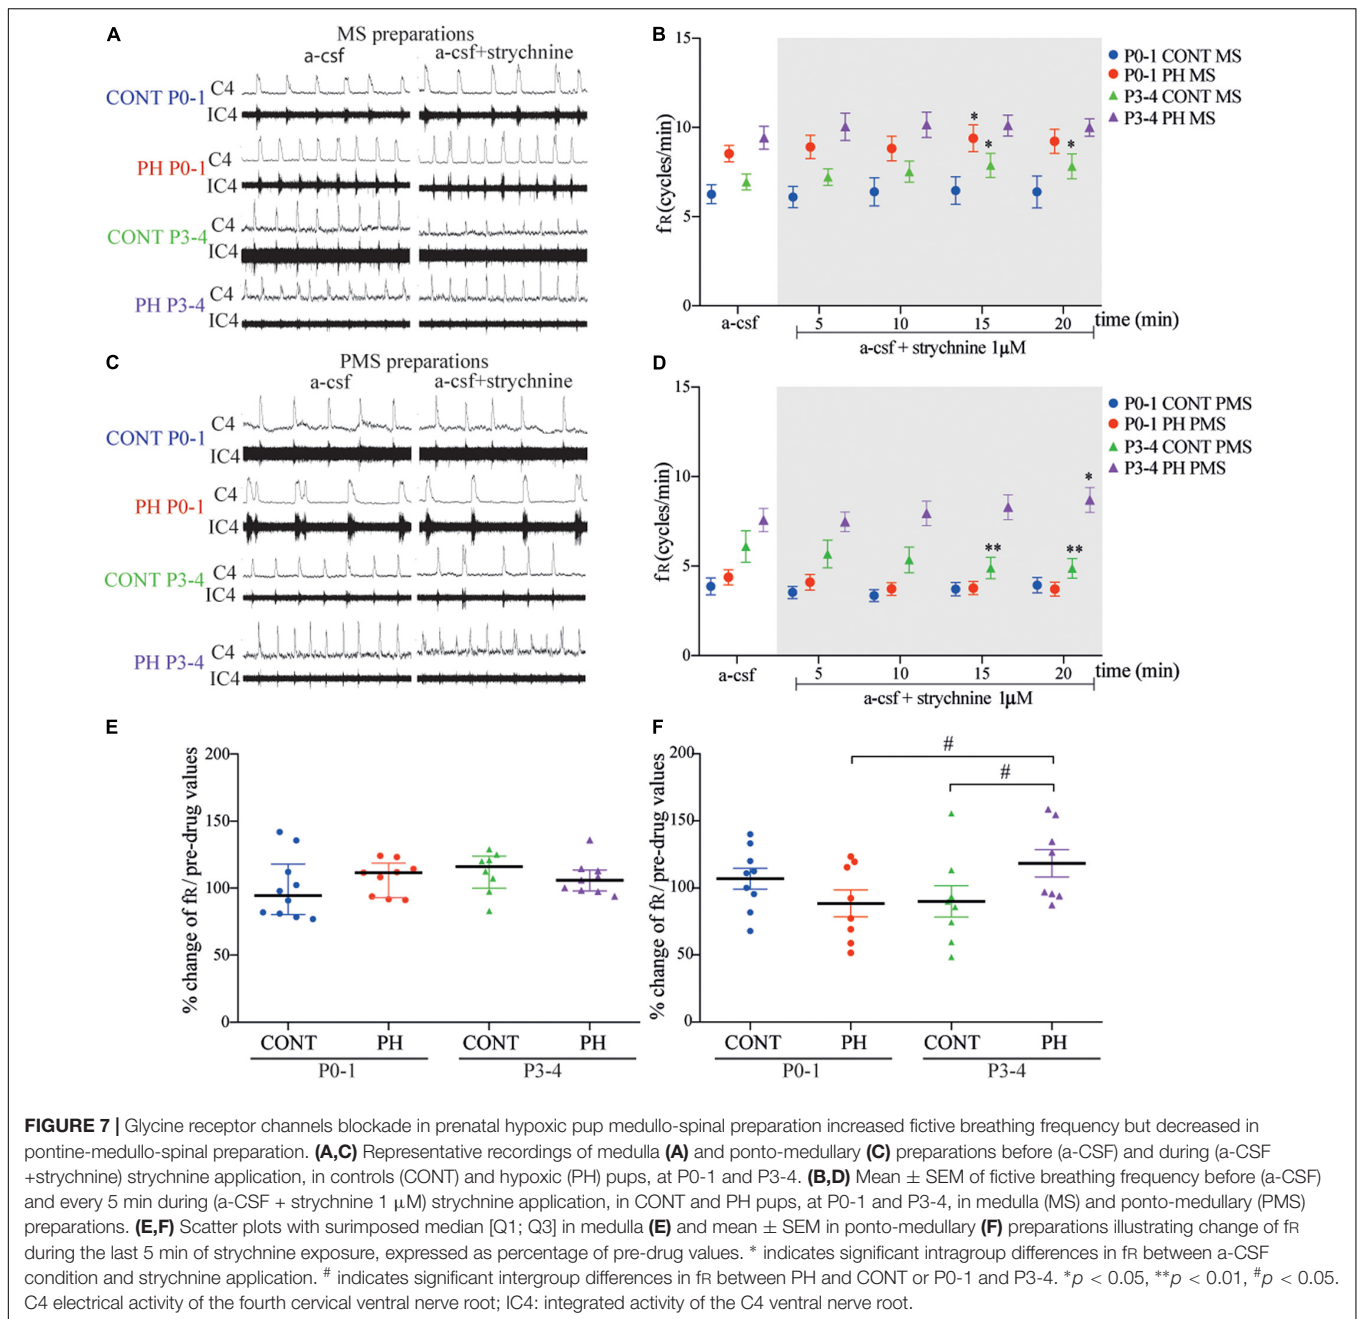 A
MS preparations
a-csf
a-csf+strychnine
CONT P0-1
C4
IC4
PH P0-1
C4
IC4
CONT P3-4
C4
IC4
PH P3-4
C4
IC4
B
15
10
5
0
fR(cycles/min)
* * *
a-csf
5
10
15
20
time (min)
a-csf + strychnine 1µM
P0-1 CONT MS
P0-1 PH MS
P3-4 CONT MS
P3-4 PH MS
C
PMS preparations
a-csf
a-csf+strychnine
CONT P0-1
C4
IC4
PH P0-1
C4
IC4
CONT P3-4
C4
IC4
PH P3-4
C4
IC4
D
15
10
5
0
fR(cycles/min)
** ** *
a-csf
5
10
15
20
time (min)
a-csf + strychnine 1µM
P0-1 CONT PMS
P0-1 PH PMS
P3-4 CONT PMS
P3-4 PH PMS
E
200
150
100
50
0
% change of fR / pre-drug values
CONT
PH
CONT
PH
P0-1
P3-4
F
200
150
100
50
0
% change of fR / pre-drug values
#
#
CONT
PH
CONT
PH
P0-1
P3-4
FIGURE 7 | Glycine receptor channels blockade in prenatal hypoxic pup medullo-spinal preparation increased fictive breathing frequency but decreased in
pontine-medullo-spinal preparation. (A,C) Representative recordings of medulla (A) and ponto-medullary (C) preparations before (a-CSF) and during (a-CSF
+strychnine) strychnine application, in controls (CONT) and hypoxic (PH) pups, at P0-1 and P3-4. (B,D) Mean ± SEM of fictive breathing frequency before (a-CSF)
and every 5 min during (a-CSF + strychnine 1 µM) strychnine application, in CONT and PH pups, at P0-1 and P3-4, in medulla (MS) and ponto-medullary (PMS)
preparations. (E,F) Scatter plots with surimposed median [Q1; Q3] in medulla (E) and mean ± SEM in ponto-medullary (F) preparations illustrating change of fR
during the last 5 min of strychnine exposure, expressed as percentage of pre-drug values. * indicates significant intragroup differences in fR between a-CSF
condition and strychnine application. # indicates significant intergroup differences in fR between PH and CONT or P0-1 and P3-4. *p < 0.05, **p < 0.01, #p < 0.05.
C4 electrical activity of the fourth cervical ventral nerve root; IC4: integrated activity of the C4 ventral nerve root.